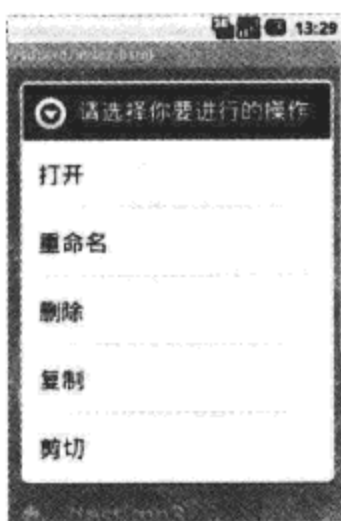 13:29
请选择你要进行的操作
打开
重命名
删除
复制
剪切